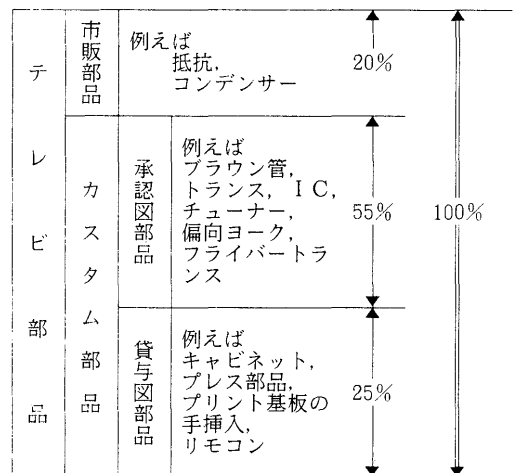 テレビ部品
市販部品
例えば
抵抗,
コンデンサー
20%
カスタム部品
承認図部品
例えば
ブラウン管,
トランス, IC,
チューナー,
偏向ヨーク,
フライバートラ
ンス
55%
100%
貸与図部品
例えば
キャビネット,
プレス部品,
プリント基板の
手挿入,
リモコン
25%